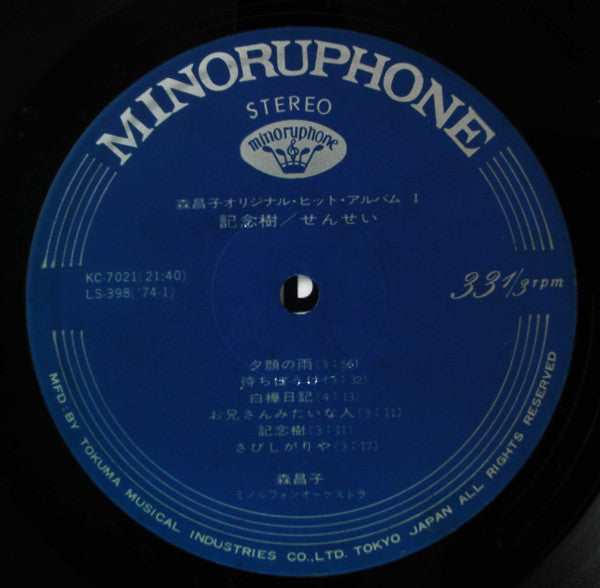 MINORUPHONE
STEREO
minoruphone
森昌子オリジナル・ヒット・アルバム I
記念樹／せんせい
KC-7021(21:40)
LS-398('74-1)
33 1/3 rpm
夕顔の雨(3:56)
待ちぼうけ(3:32)
白樺日記(4:13)
お兄さんみたいな人(3:11)
記念樹(3:11)
さびしがりや(3:17)
森昌子
ミノルフォンオーケストラ
MFD: BY TOKUMA MUSICAL INDUSTRIES CO., LTD. TOKYO JAPAN ALL RIGHTS RESERVED